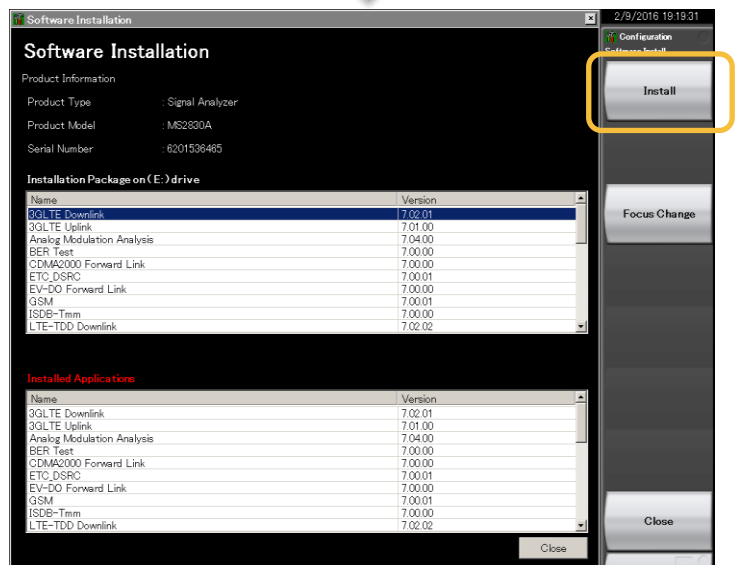 Software Installation
2/9/2016 19:19:31
Configuration
Software Install
Software Installation
Product Information
Product Type : Signal Analyzer
Product Model : MS2830A
Serial Number : 6201536465
Install
Installation Package on (E:) drive
Name Version
3GLTE Downlink 7.02.01
3GLTE Uplink 7.01.00
Analog Modulation Analysis 7.04.00
BER Test 7.00.00
CDMA2000 Forward Link 7.00.00
ETC_DSRC 7.00.01
EV-DO Forward Link 7.00.00
GSM 7.00.01
ISDB-Tmm 7.00.00
LTE-TDD Downlink 7.02.02
Focus Change
Installed Applications
Name Version
3GLTE Downlink 7.02.01
3GLTE Uplink 7.01.00
Analog Modulation Analysis 7.04.00
BER Test 7.00.00
CDMA2000 Forward Link 7.00.00
ETC_DSRC 7.00.01
EV-DO Forward Link 7.00.00
GSM 7.00.01
ISDB-Tmm 7.00.00
LTE-TDD Downlink 7.02.02
Close
Close